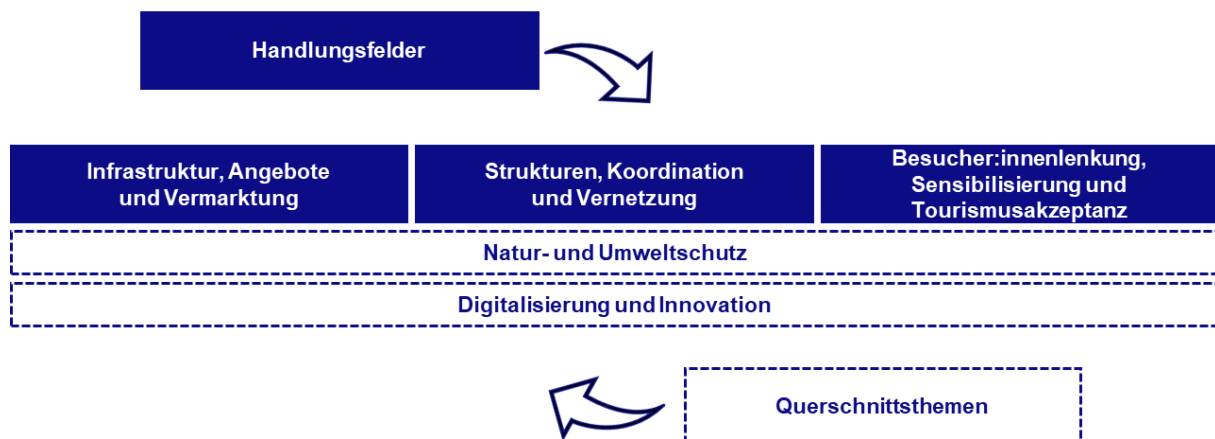 Handlungsfelder
Infrastruktur, Angebote
und Vermarktung
Strukturen, Koordination
und Vernetzung
Besucher:innenlenkung,
Sensibilisierung und
Tourismusakzeptanz
Natur- und Umweltschutz
Digitalisierung und Innovation
Querschnittsthemen